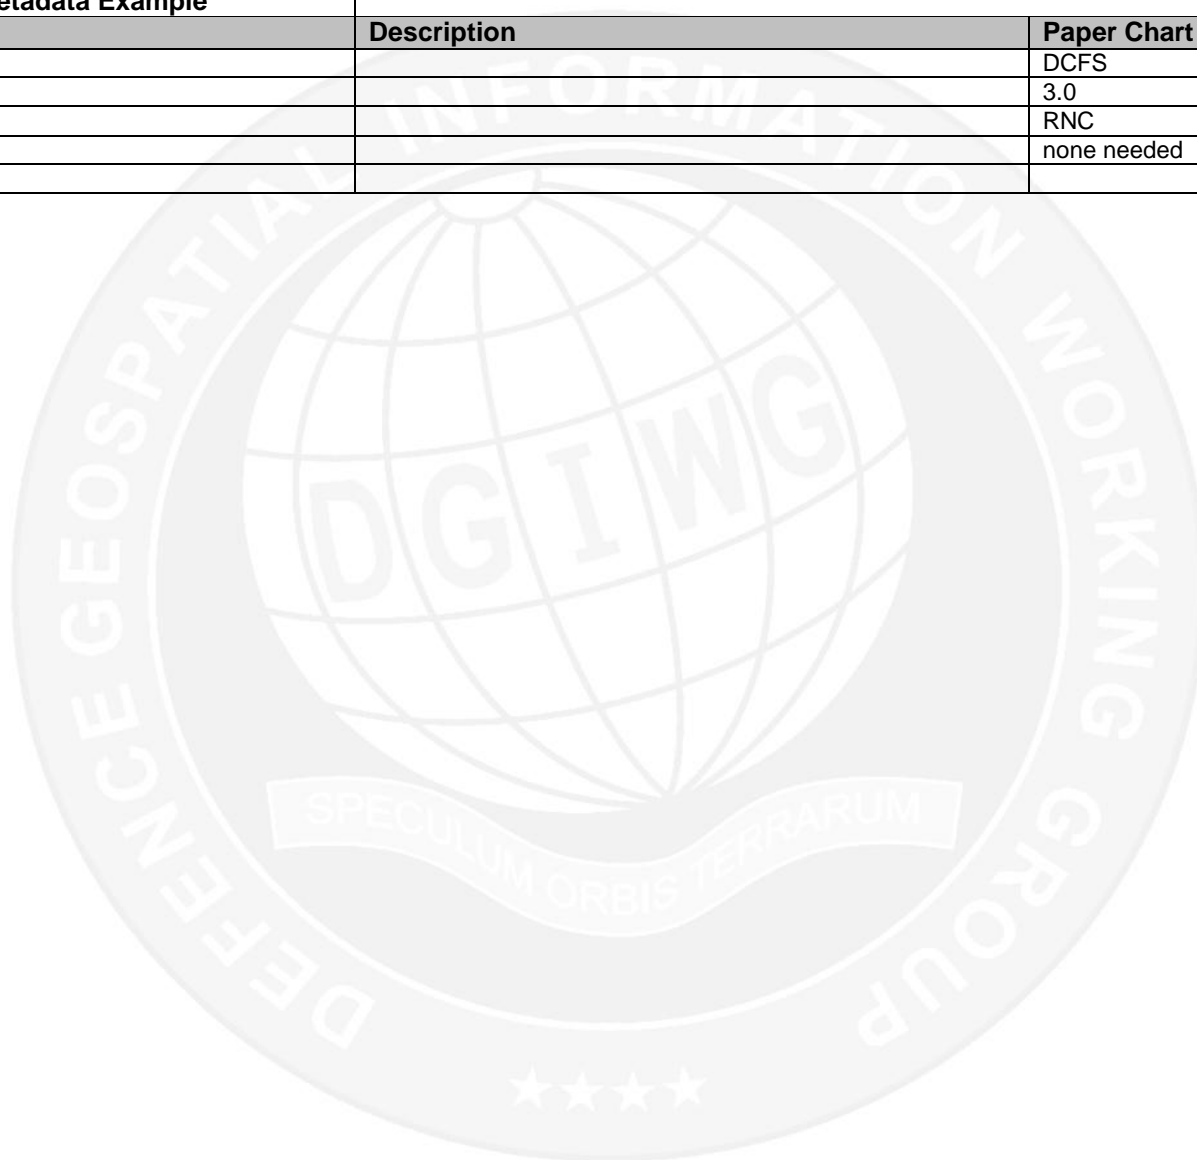 etadata Example
Description Paper Chart
DCFS
3.0
RNC
none needed
DEFENCE GEOSPATIAL INFORMATION WORKING GROUP
DGIWG
SPECULUM ORBIS TERRARUM